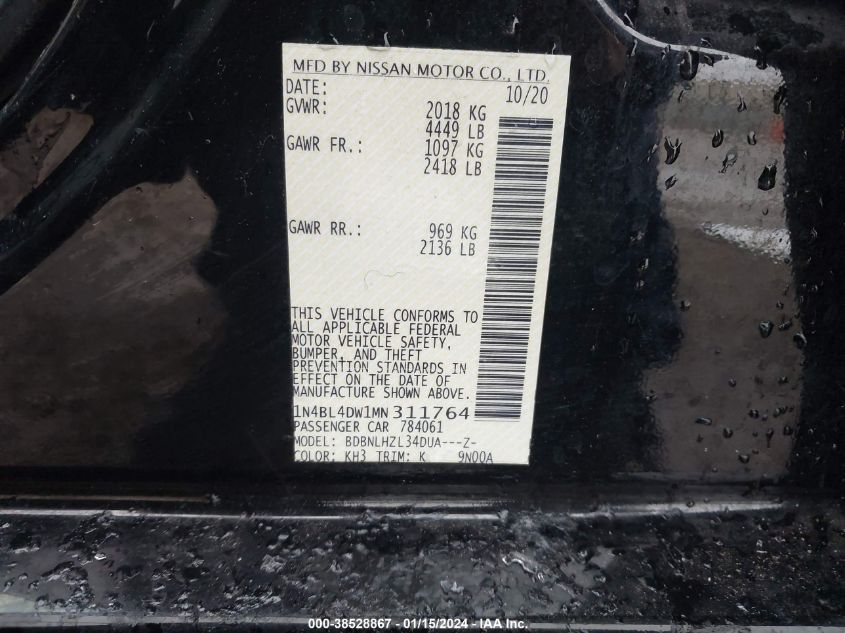 MFD BY NISSAN MOTOR CO., LTD.
DATE: 10/20
GVWR: 2018 KG
4449 LB
GAWR FR.: 1097 KG
2418 LB
GAWR RR.: 969 KG
2136 LB
THIS VEHICLE CONFORMS TO
ALL APPLICABLE FEDERAL
MOTOR VEHICLE SAFETY,
BUMPER, AND THEFT
PREVENTION STANDARDS IN
EFFECT ON THE DATE OF
MANUFACTURE SHOWN ABOVE.
1N4BL4DW1MN311764
PASSENGER CAR 784061
MODEL: BDBNLHZL34DUA---Z-
COLOR: KH3 TRIM: K 9N00A
000-38528867 - 01/15/2024 - IAA Inc.